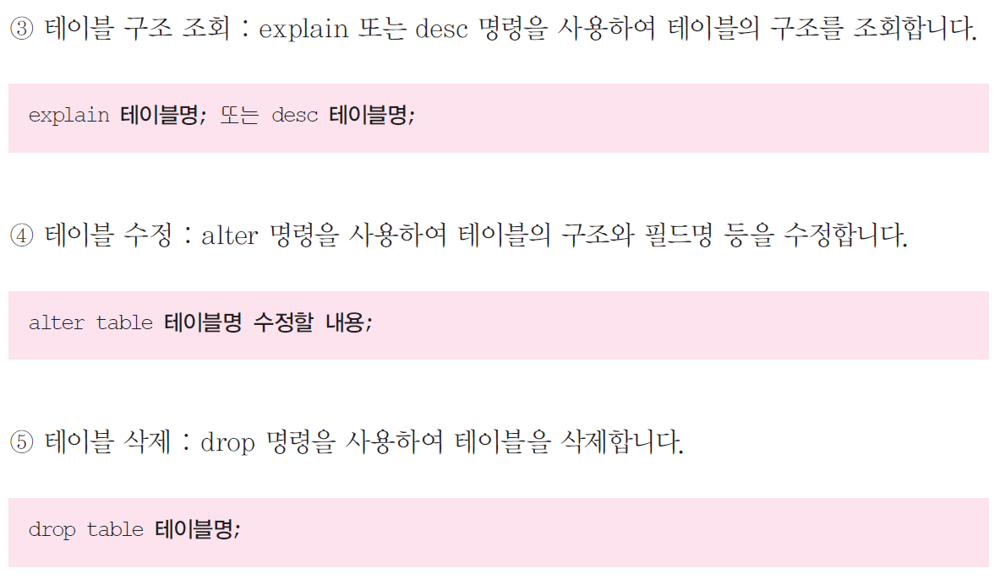 ③ 테이블 구조 조회 : explain 또는 desc 명령을 사용하여 테이블의 구조를 조회합니다.
explain 테이블명; 또는 desc 테이블명;
④ 테이블 수정 : alter 명령을 사용하여 테이블의 구조와 필드명 등을 수정합니다.
alter table 테이블명 수정할 내용;
⑤ 테이블 삭제 : drop 명령을 사용하여 테이블을 삭제합니다.
drop table 테이블명;